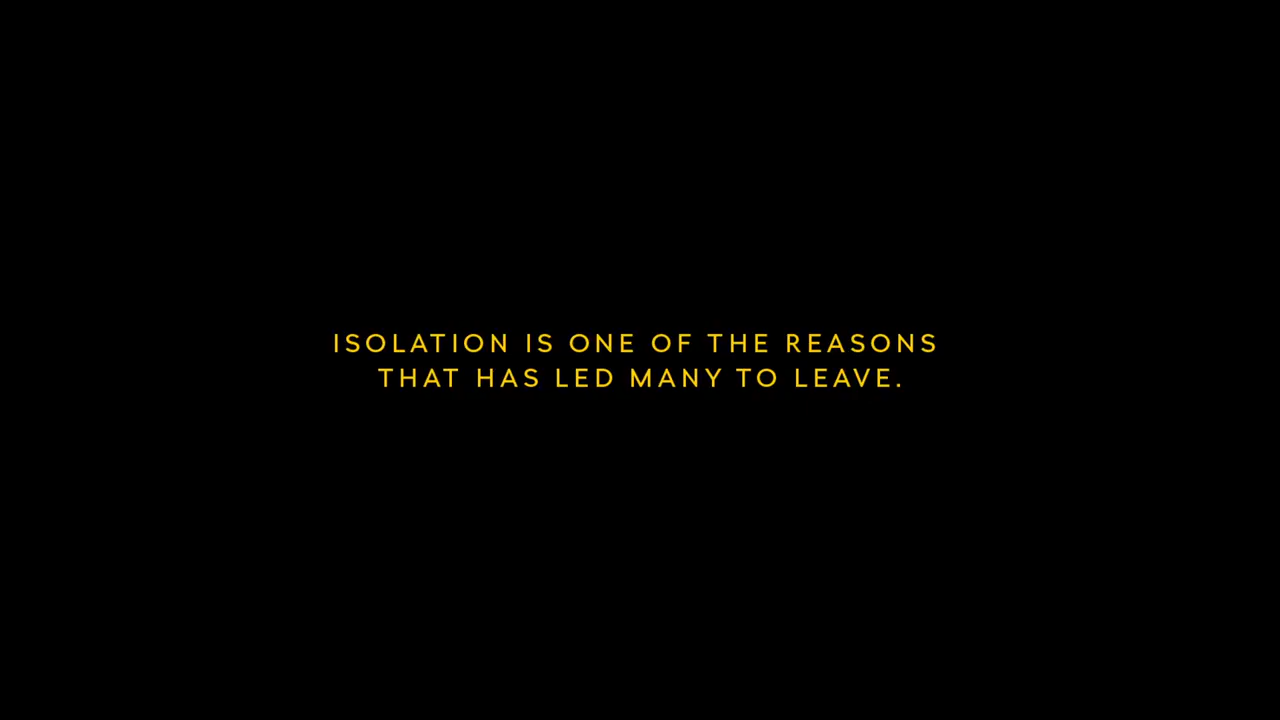 ISOLATION IS ONE OF THE REASONS
THAT HAS LED MANY TO LEAVE.